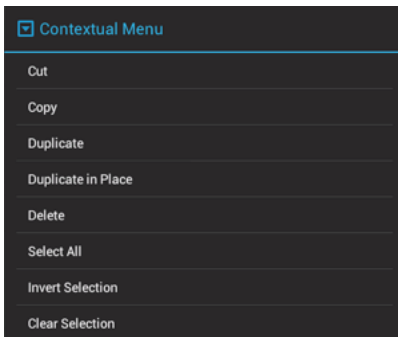 Contextual Menu
Cut
Copy
Duplicate
Duplicate in Place
Delete
Select All
Invert Selection
Clear Selection